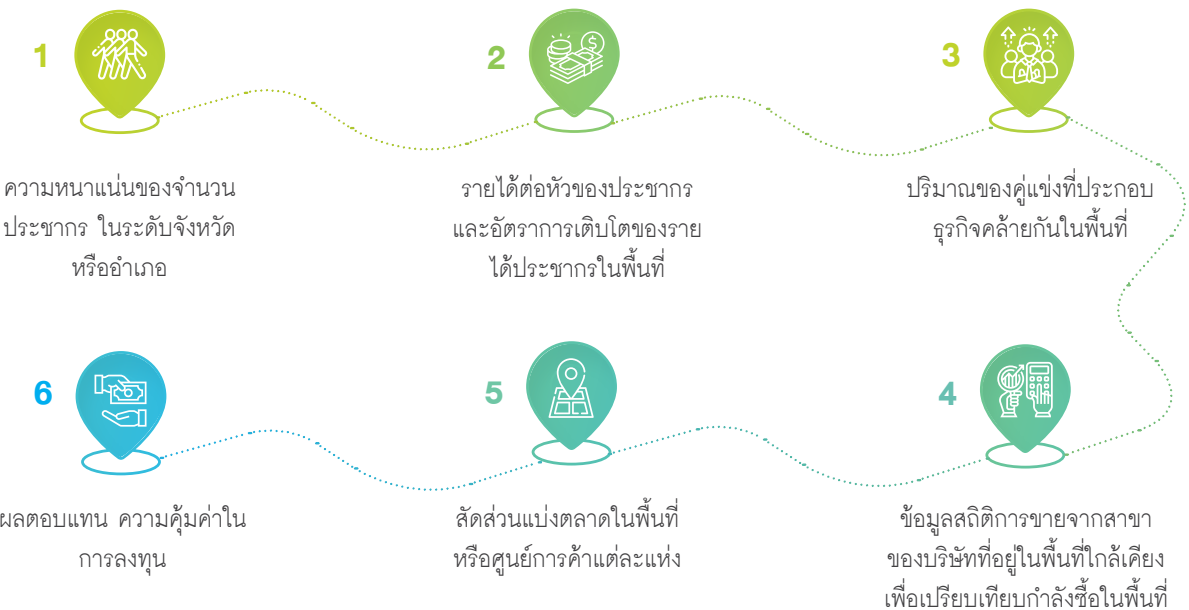 1
ความหนาแน่นของจำนวน
ประชากร ในระดับจังหวัด
หรืออำเภอ
2
รายได้ต่อหัวของประชากร
และอัตราการเติบโตของราย
ได้ประชากรในพื้นที่
3
ปริมาณของคู่แข่งที่ประกอบ
ธุรกิจคล้ายกันในพื้นที่
4
ข้อมูลสถิติการขายจากสาขา
ของบริษัทที่อยู่ในพื้นที่ใกล้เคียง
เพื่อเปรียบเทียบกำลังซื้อในพื้นที่
5
สัดส่วนแบ่งตลาดในพื้นที่
หรือศูนย์การค้าแต่ละแห่ง
6
ผลตอบแทน ความคุ้มค่าใน
การลงทุน